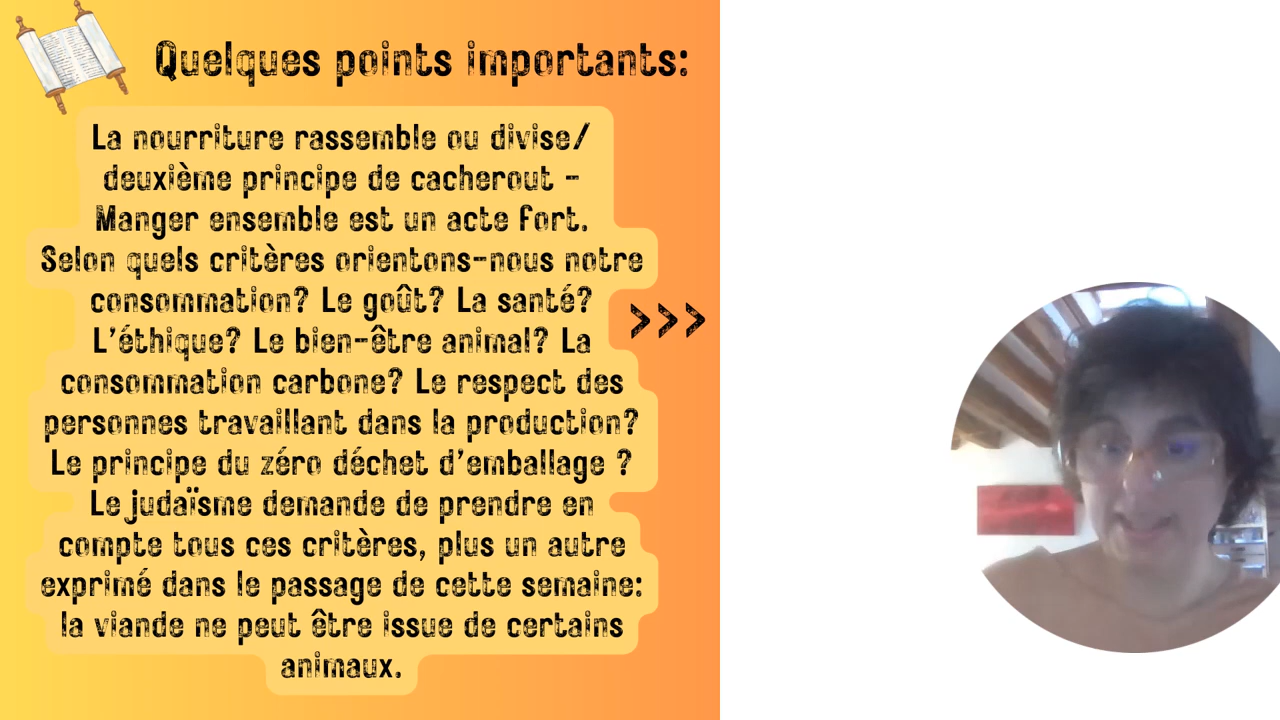 Quelques points importants:
La nourriture rassemble ou divise/
deuxième principe de cacherout -
Manger ensemble est un acte fort.
Selon quels critères orientons-nous notre
consommation? Le goût? La santé?
L'éthique? Le bien-être animal? La
consommation carbone? Le respect des
personnes travaillant dans la production?
Le principe du zéro déchet d'emballage ?
Le judaïsme demande de prendre en
compte tous ces critères, plus un autre
exprimé dans le passage de cette semaine:
la viande ne peut être issue de certains
animaux.
>>>